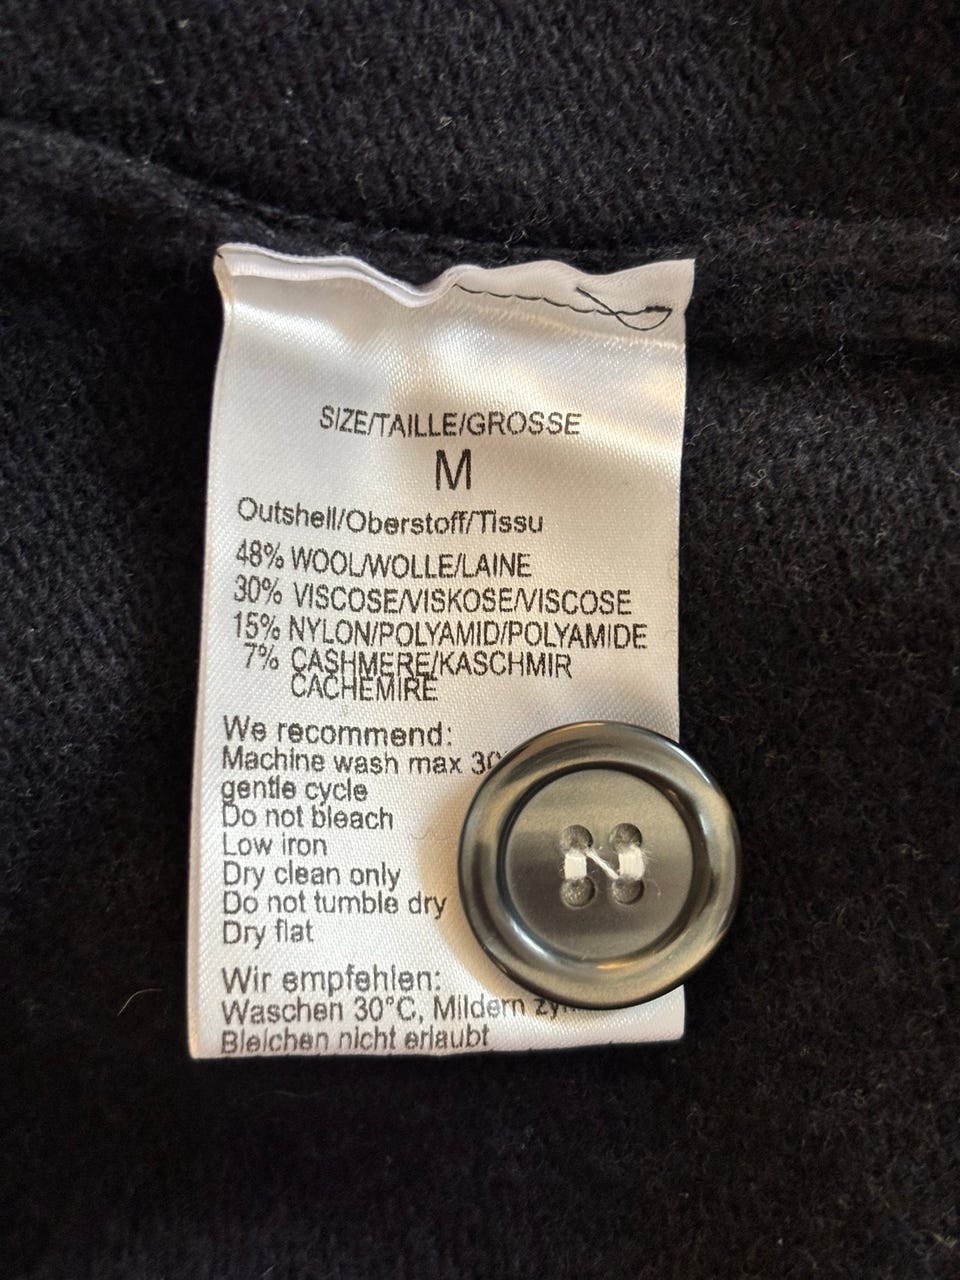 SIZE/TAILLE/GROSSE
M
Outshell/Oberstoff/Tissu
48% WOOL/WOLLE/LAINE
30% VISCOSE/VISKOSE/VISCOSE
15% NYLON/POLYAMID/POLYAMIDE
7% CASHMERE/KASCHMIR
CACHEMIRE
We recommend:
Machine wash max 30
gentle cycle
Do not bleach
Low iron
Dry clean only
Do not tumble dry
Dry flat
Wir empfehlen:
Waschen 30°C, Mildern
Bleichen nicht erlaubt